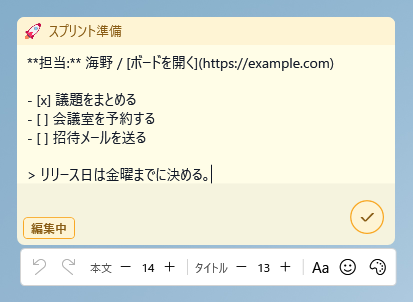 スプリント準備
**担当:** 海野 / [ボードを開く](https://example.com)
- [x] 議題をまとめる
- [ ] 会議室を予約する
- [ ] 招待メールを送る
> リリース日は金曜までに決める。
編集中
本文 − 14 + タイトル − 13 + Aa